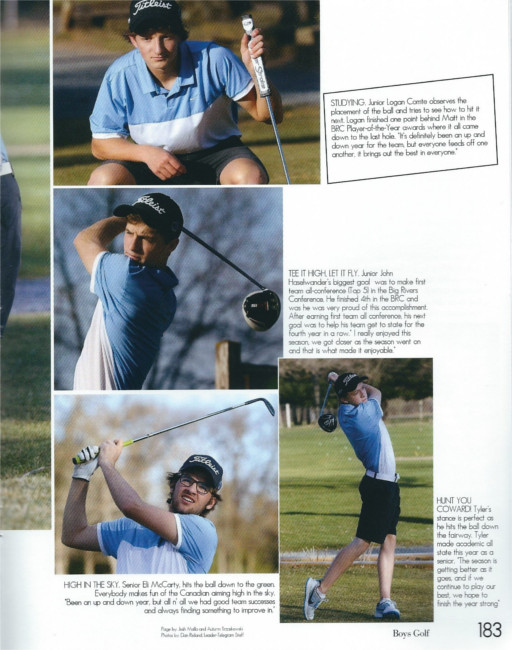 Titleist
STUDYING. Junior Logan Comte observes the
placement of the ball and tries to see how to hit it
next. Logan finished one point behind Matt in the
BRC Player-of-the-Year awards where it all came
down to the last hole. "It's definitely been an up and
down year for the team, but everyone feeds off one
another, it brings out the best in everyone."
Titleist
TEE IT HIGH, LET IT FLY. Junior John
Haselwander's biggest goal was to make first
team all-conference (Top 5) in the Big Rivers
Conference. He finished 4th in the BRC and
was he was very proud of this accomplishment.
After earning first team all conference, his next
goal was to help his team get to state for the
fourth year in a row." I really enjoyed this
season, we got closer as the season went on
and that is what made it enjoyable."
Titleist
Titleist
HUNT YOU
COWARD! Tyler's
stance is perfect as
he hits the ball down
the fairway. Tyler
made academic all
state this year as a
senior. "The season is
getting better as it
goes, and if we
continue to play our
best, we hope to
finish the year strong"
HIGH IN THE SKY. Senior Eli McCarty, hits the ball down to the green.
Everybody makes fun of the Canadian aiming high in the sky.
"Been an up and down year, but all n' all we had good team successes
and always finding something to improve in."
Page by: Josh and Autumn
Photos by: Dan Reiland Leader-Telegram Staff
Boys Golf 183